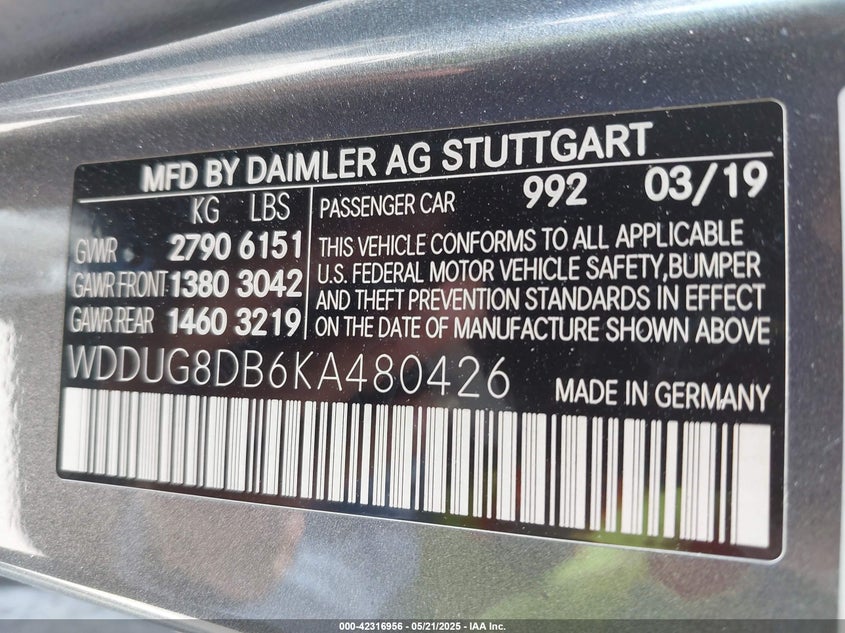 MFD BY DAIMLER AG STUTTGART
KG LBS
GVWR 2790 6151
GAWR FRONT 1380 3042
GAWR REAR 1460 3219
PASSENGER CAR 992 03/19
THIS VEHICLE CONFORMS TO ALL APPLICABLE
U.S. FEDERAL MOTOR VEHICLE SAFETY,BUMPER
AND THEFT PREVENTION STANDARDS IN EFFECT
ON THE DATE OF MANUFACTURE SHOWN ABOVE
WDDUG8DB6KA480426 MADE IN GERMANY
000-42316956 - 05/21/2025 - IAA Inc.